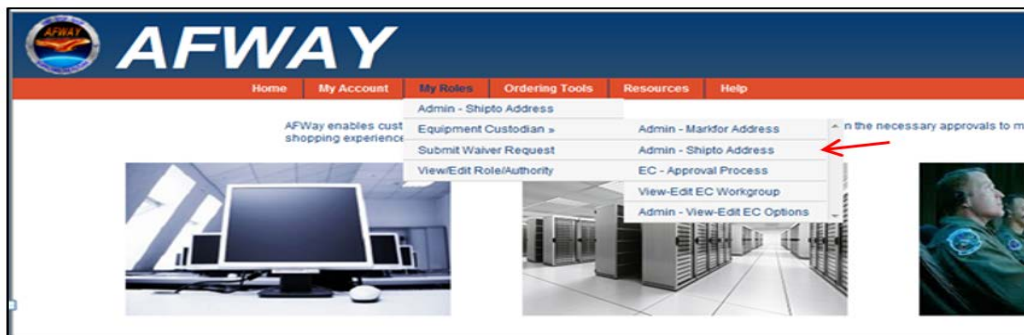 AFWAY
AFWAY
Home My Account My Roles Ordering Tools Resources Help
Admin - Shipto Address
AFWay enables cust
n the necessary approvals to m
shopping experience
Equipment Custodian »
Submit Waiver Request
View/Edit Role/Authority
Admin - Markfor Address
Admin - Shipto Address
EC - Approval Process
View-Edit EC Workgroup
Admin - View-Edit EC Options